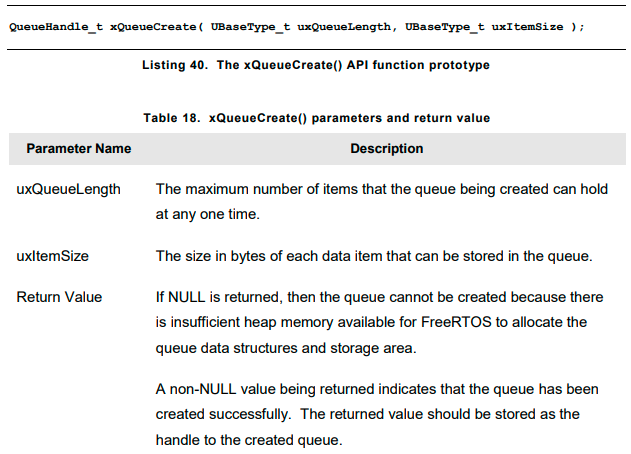 QueueHandle_t xQueueCreate( UBaseType_t uxQueueLength, UBaseType_t uxItemSize );
Listing 40. The xQueueCreate() API function prototype
Table 18. xQueueCreate() parameters and return value
Parameter Name Description
uxQueueLength The maximum number of items that the queue being created can hold
at any one time.
uxItemSize The size in bytes of each data item that can be stored in the queue.
Return Value If NULL is returned, then the queue cannot be created because there
is insufficient heap memory available for FreeRTOS to allocate the
queue data structures and storage area.
A non-NULL value being returned indicates that the queue has been
created successfully. The returned value should be stored as the
handle to the created queue.